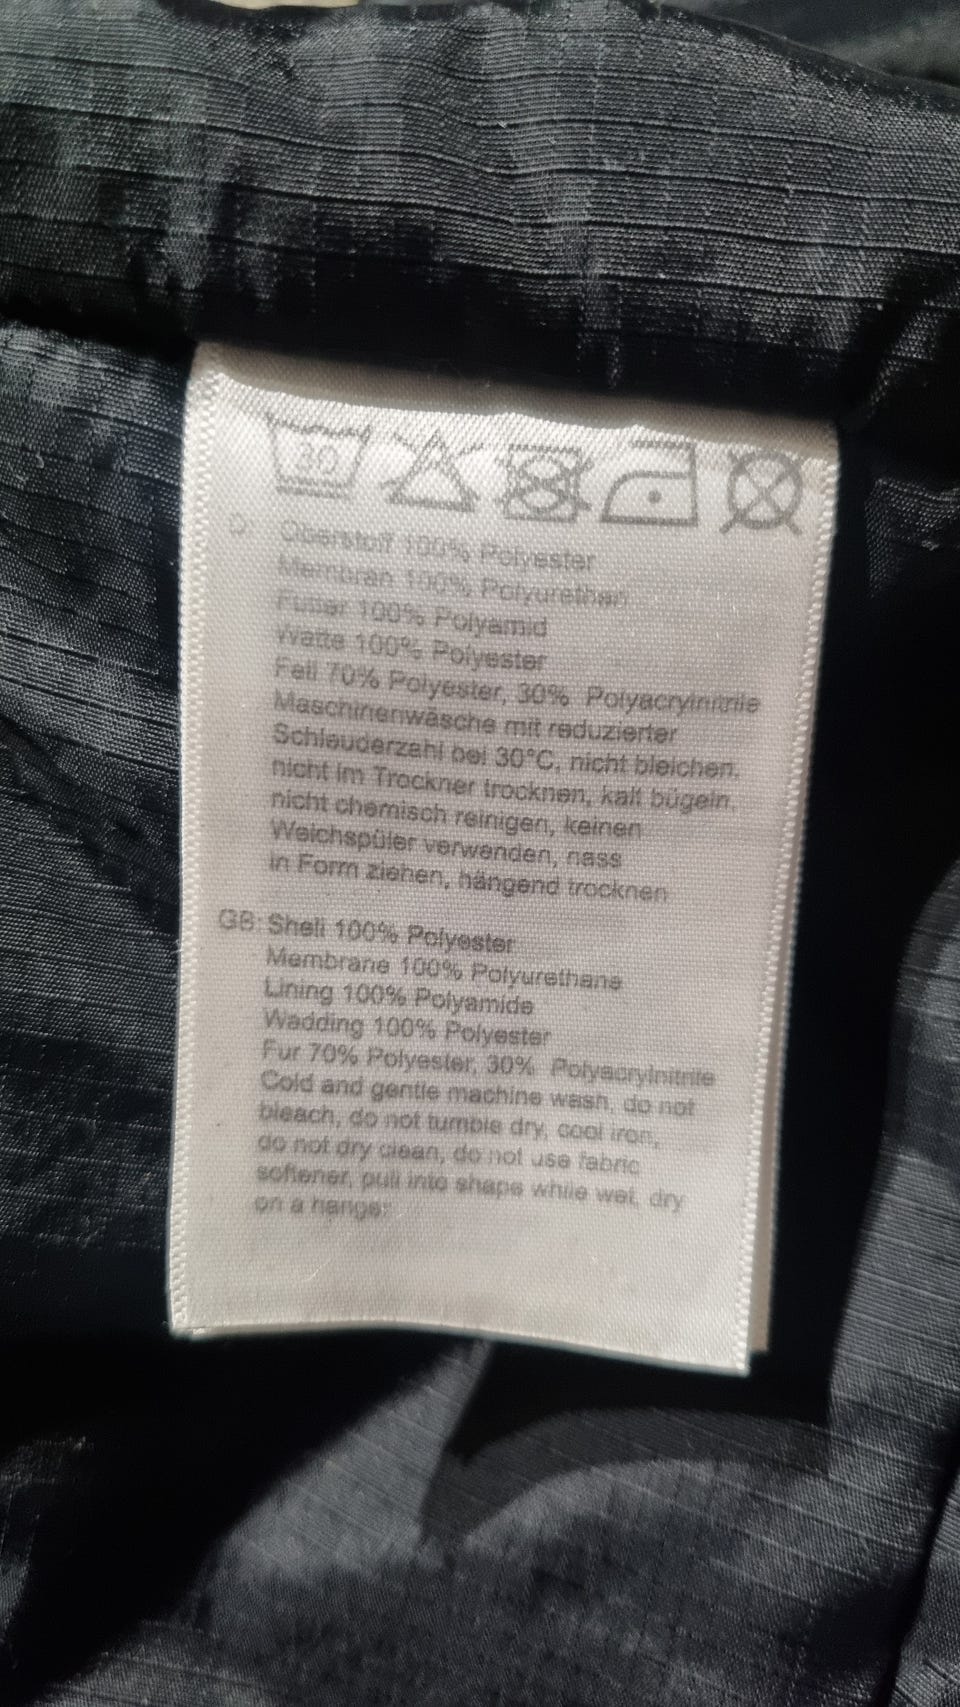 30
D: Oberstoff 100% Polyester
Membran 100% Polyurethan
Futter 100% Polyamid
Watte 100% Polyester
Fell 70% Polyester, 30% Polyacrylnitrile
Maschinenwäsche mit reduzierter
Schleuderzahl bei 30°C, nicht bleichen,
nicht im Trockner trocknen, kalt bügeln,
nicht chemisch reinigen, keinen
Weichspüler verwenden, nass
in Form ziehen, hängend trocknen
GB: Shell 100% Polyester
Membrane 100% Polyurethane
Lining 100% Polyamide
Wadding 100% Polyester
Fur 70% Polyester, 30% Polyacrylnitrile
Cold and gentle machine wash, do not
bleach, do not tumble dry, cool iron,
do not dry clean, do not use fabric
softener, pull into shape while wet, dry
on a hanger